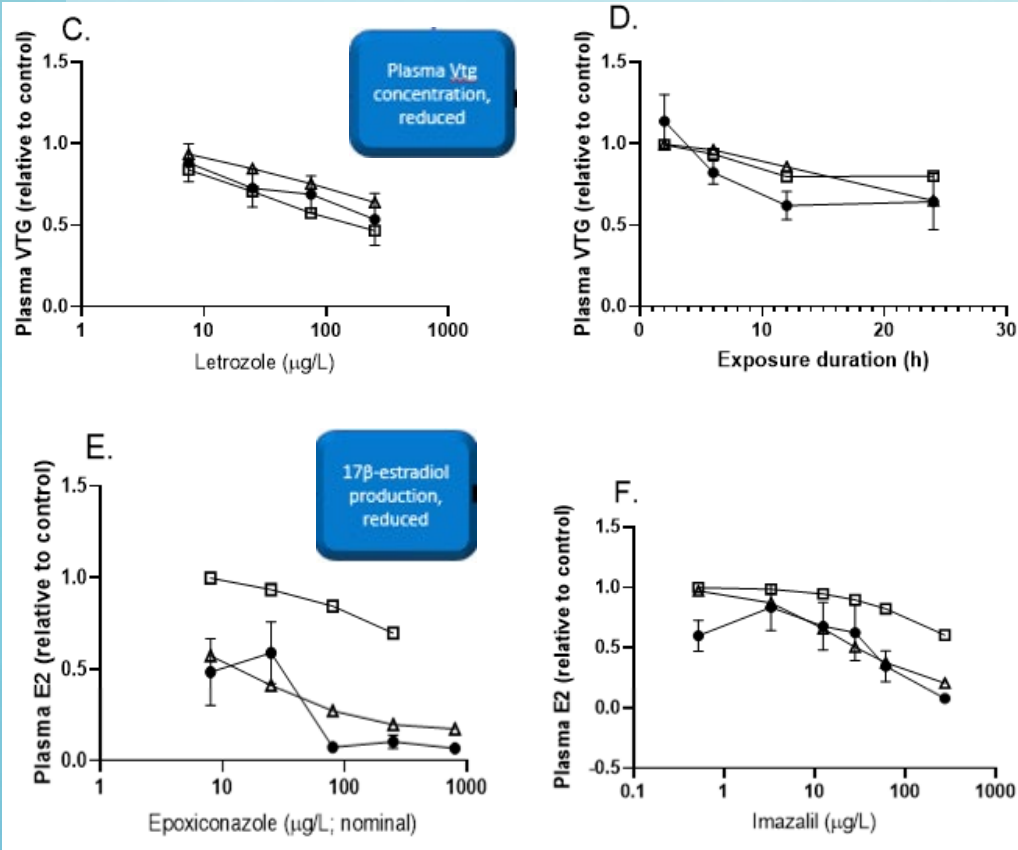 C.
Plasma Vtg
concentration,
reduced
Plasma VTG (relative to control)
1.5
1.0
0.5
0.0
1 10 100 1000
Letrozole (µg/L)
D.
Plasma VTG (relative to control)
1.5
1.0
0.5
0.0
0 10 20 30
Exposure duration (h)
E.
17β-estradiol
production,
reduced
Plasma E2 (relative to control)
1.5
1.0
0.5
0.0
1 10 100 1000
Epoxiconazole (µg/L; nominal)
F.
Plasma E2 (relative to control)
1.5
1.0
0.5
0.0
-0.5
0.1 1 10 100 1000
Imazalil (µg/L)